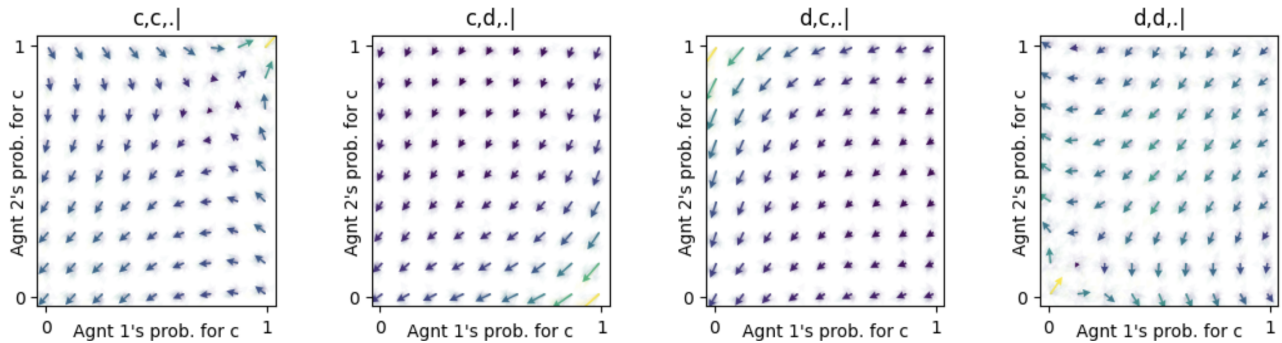 c,c,.|
c,d,.|
d,c,.|
d,d,.|
Agnt 2's prob. for c
1
0
0
1
Agnt 1's prob. for c
Agnt 2's prob. for c
1
0
0
1
Agnt 1's prob. for c
Agnt 2's prob. for c
1
0
0
1
Agnt 1's prob. for c
Agnt 2's prob. for c
1
0
0
1
Agnt 1's prob. for c